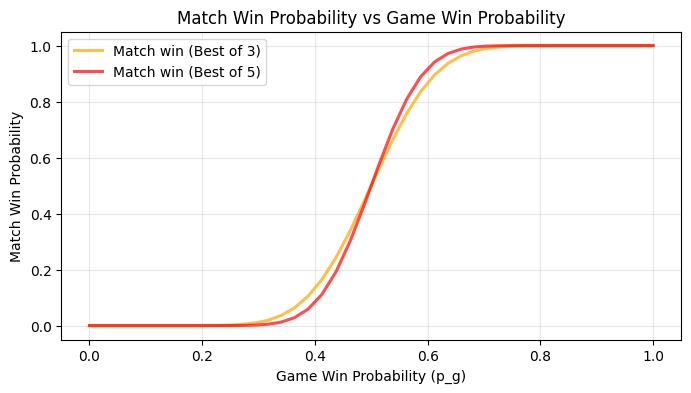 Match Win Probability vs Game Win Probability
Match win (Best of 3)
Match win (Best of 5)
Match Win Probability
1.0
0.8
0.6
0.4
0.2
0.0
0.0 0.2 0.4 0.6 0.8 1.0
Game Win Probability (p_g)